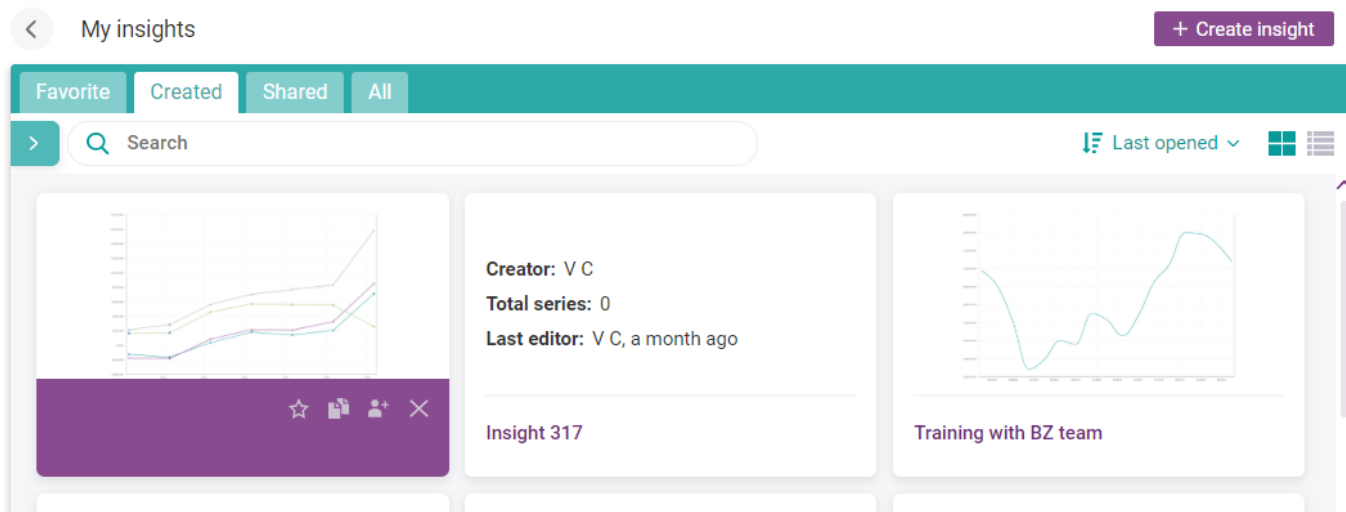 My insights
+ Create insight
Favorite Created Shared All
Search
Last opened
Creator: V C
Total series: 0
Last editor: V C, a month ago
Insight 317
Training with BZ team